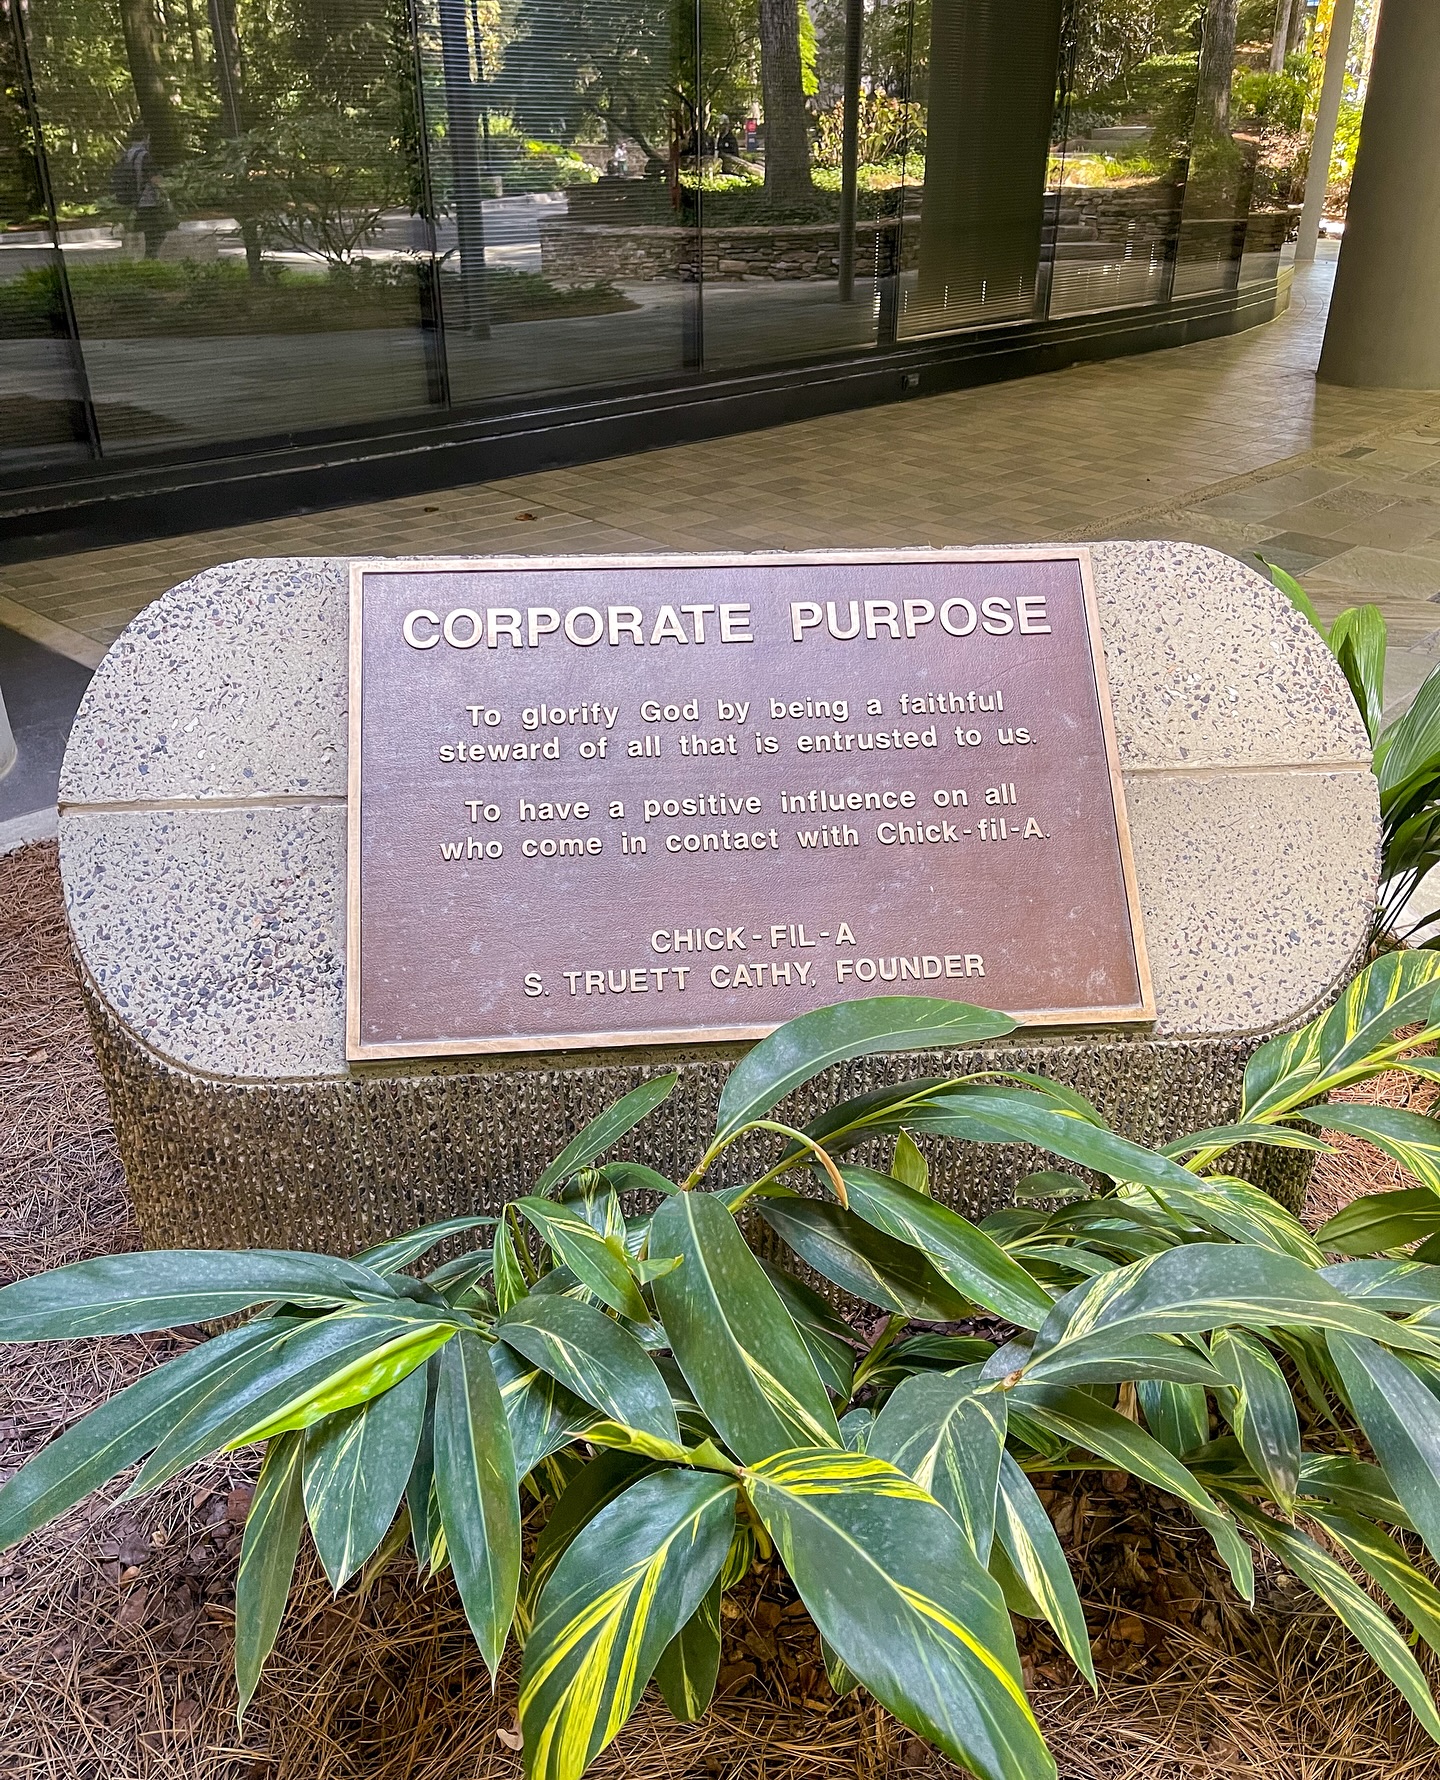 CORPORATE PURPOSE
To glorify God by being a faithful
steward of all that is entrusted to us.
To have a positive influence on all
who come in contact with Chick-fil-A.
CHICK-FIL-A
S. TRUETT CATHY, FOUNDER